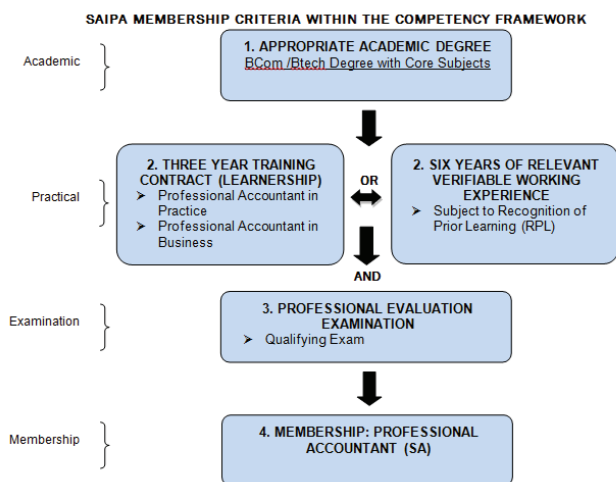 SAIPA MEMBERSHIP CRITERIA WITHIN THE COMPETENCY FRAMEWORK
Academic
1. APPROPRIATE ACADEMIC DEGREE
BCom /Btech Degree with Core Subjects
Practical
2. THREE YEAR TRAINING
CONTRACT (LEARNERSHIP)
➢ Professional Accountant in
Practice
➢ Professional Accountant in
Business
OR
2. SIX YEARS OF RELEVANT
VERIFIABLE WORKING
EXPERIENCE
➢ Subject to Recognition of
Prior Learning (RPL)
AND
Examination
3. PROFESSIONAL EVALUATION
EXAMINATION
➢ Qualifying Exam
Membership
4. MEMBERSHIP: PROFESSIONAL
ACCOUNTANT (SA)